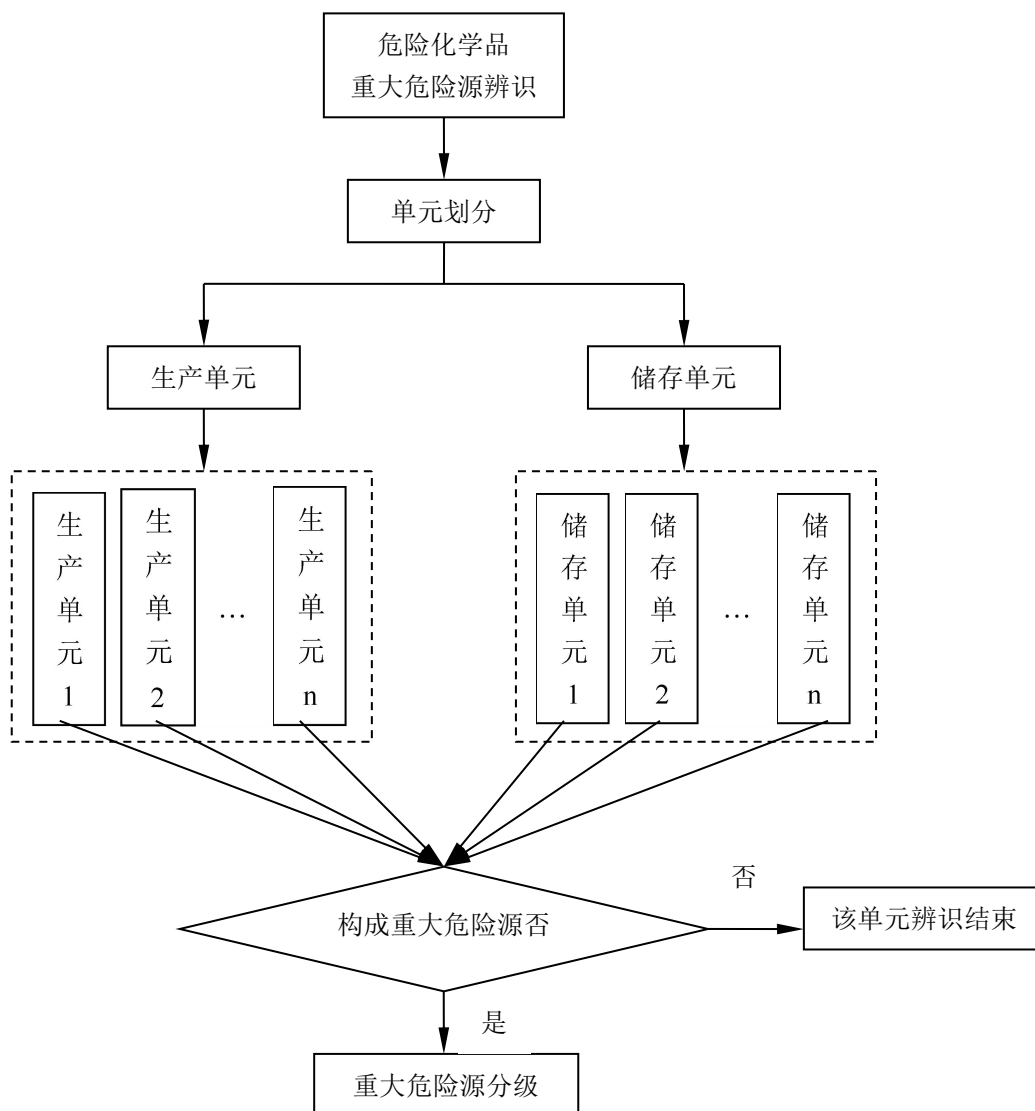 危险化学品
重大危险源辨识
单元划分
生产单元
储存单元
生产单元1
生产单元2
…
生产单元n
储存单元1
储存单元2
…
储存单元n
构成重大危险源否
否
该单元辨识结束
是
重大危险源分级